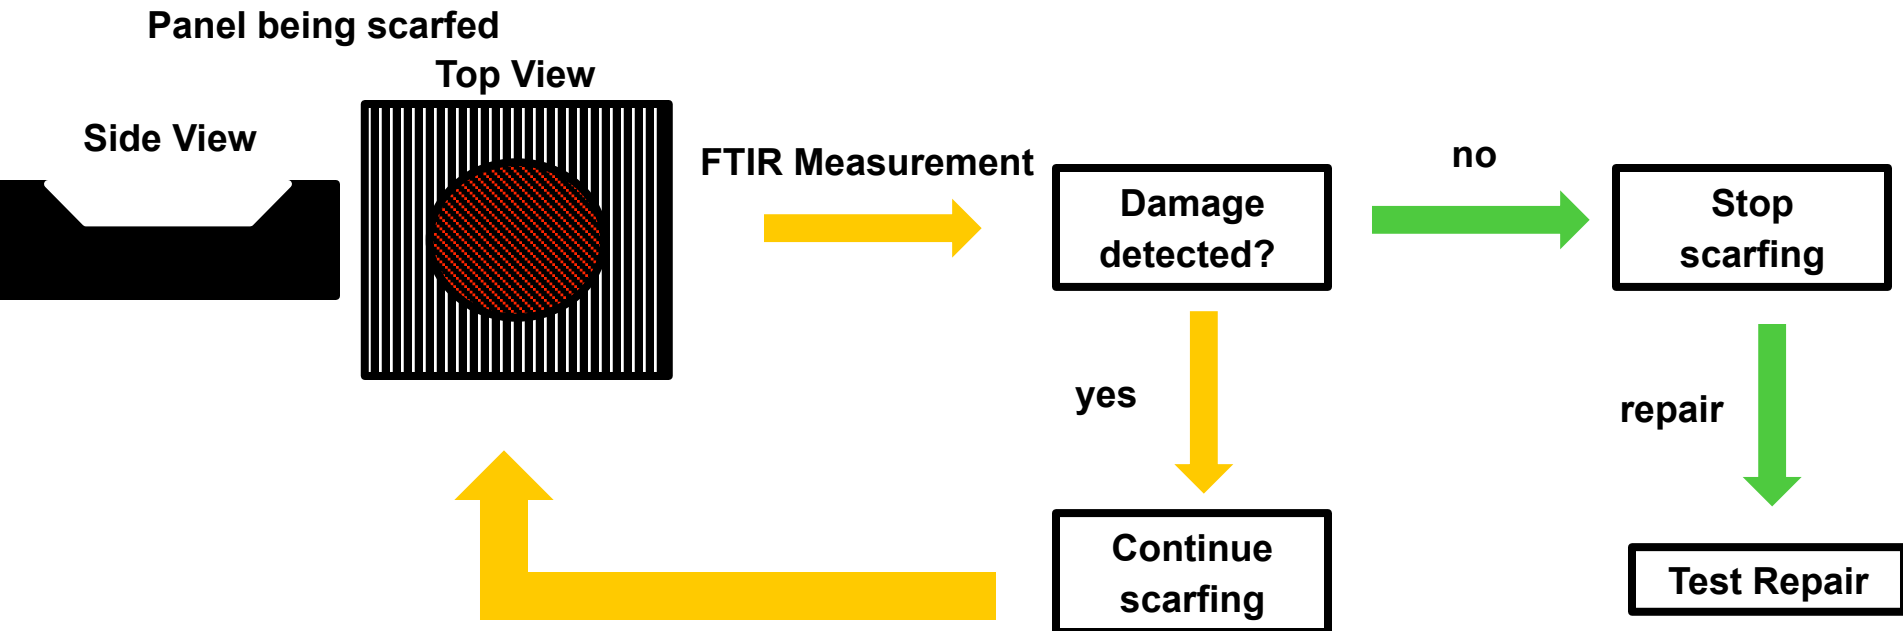 Panel being scarfed
Top View
Side View
FTIR Measurement
Damage
detected?
no
Stop
scarfing
yes
repair
Continue
scarfing
Test Repair